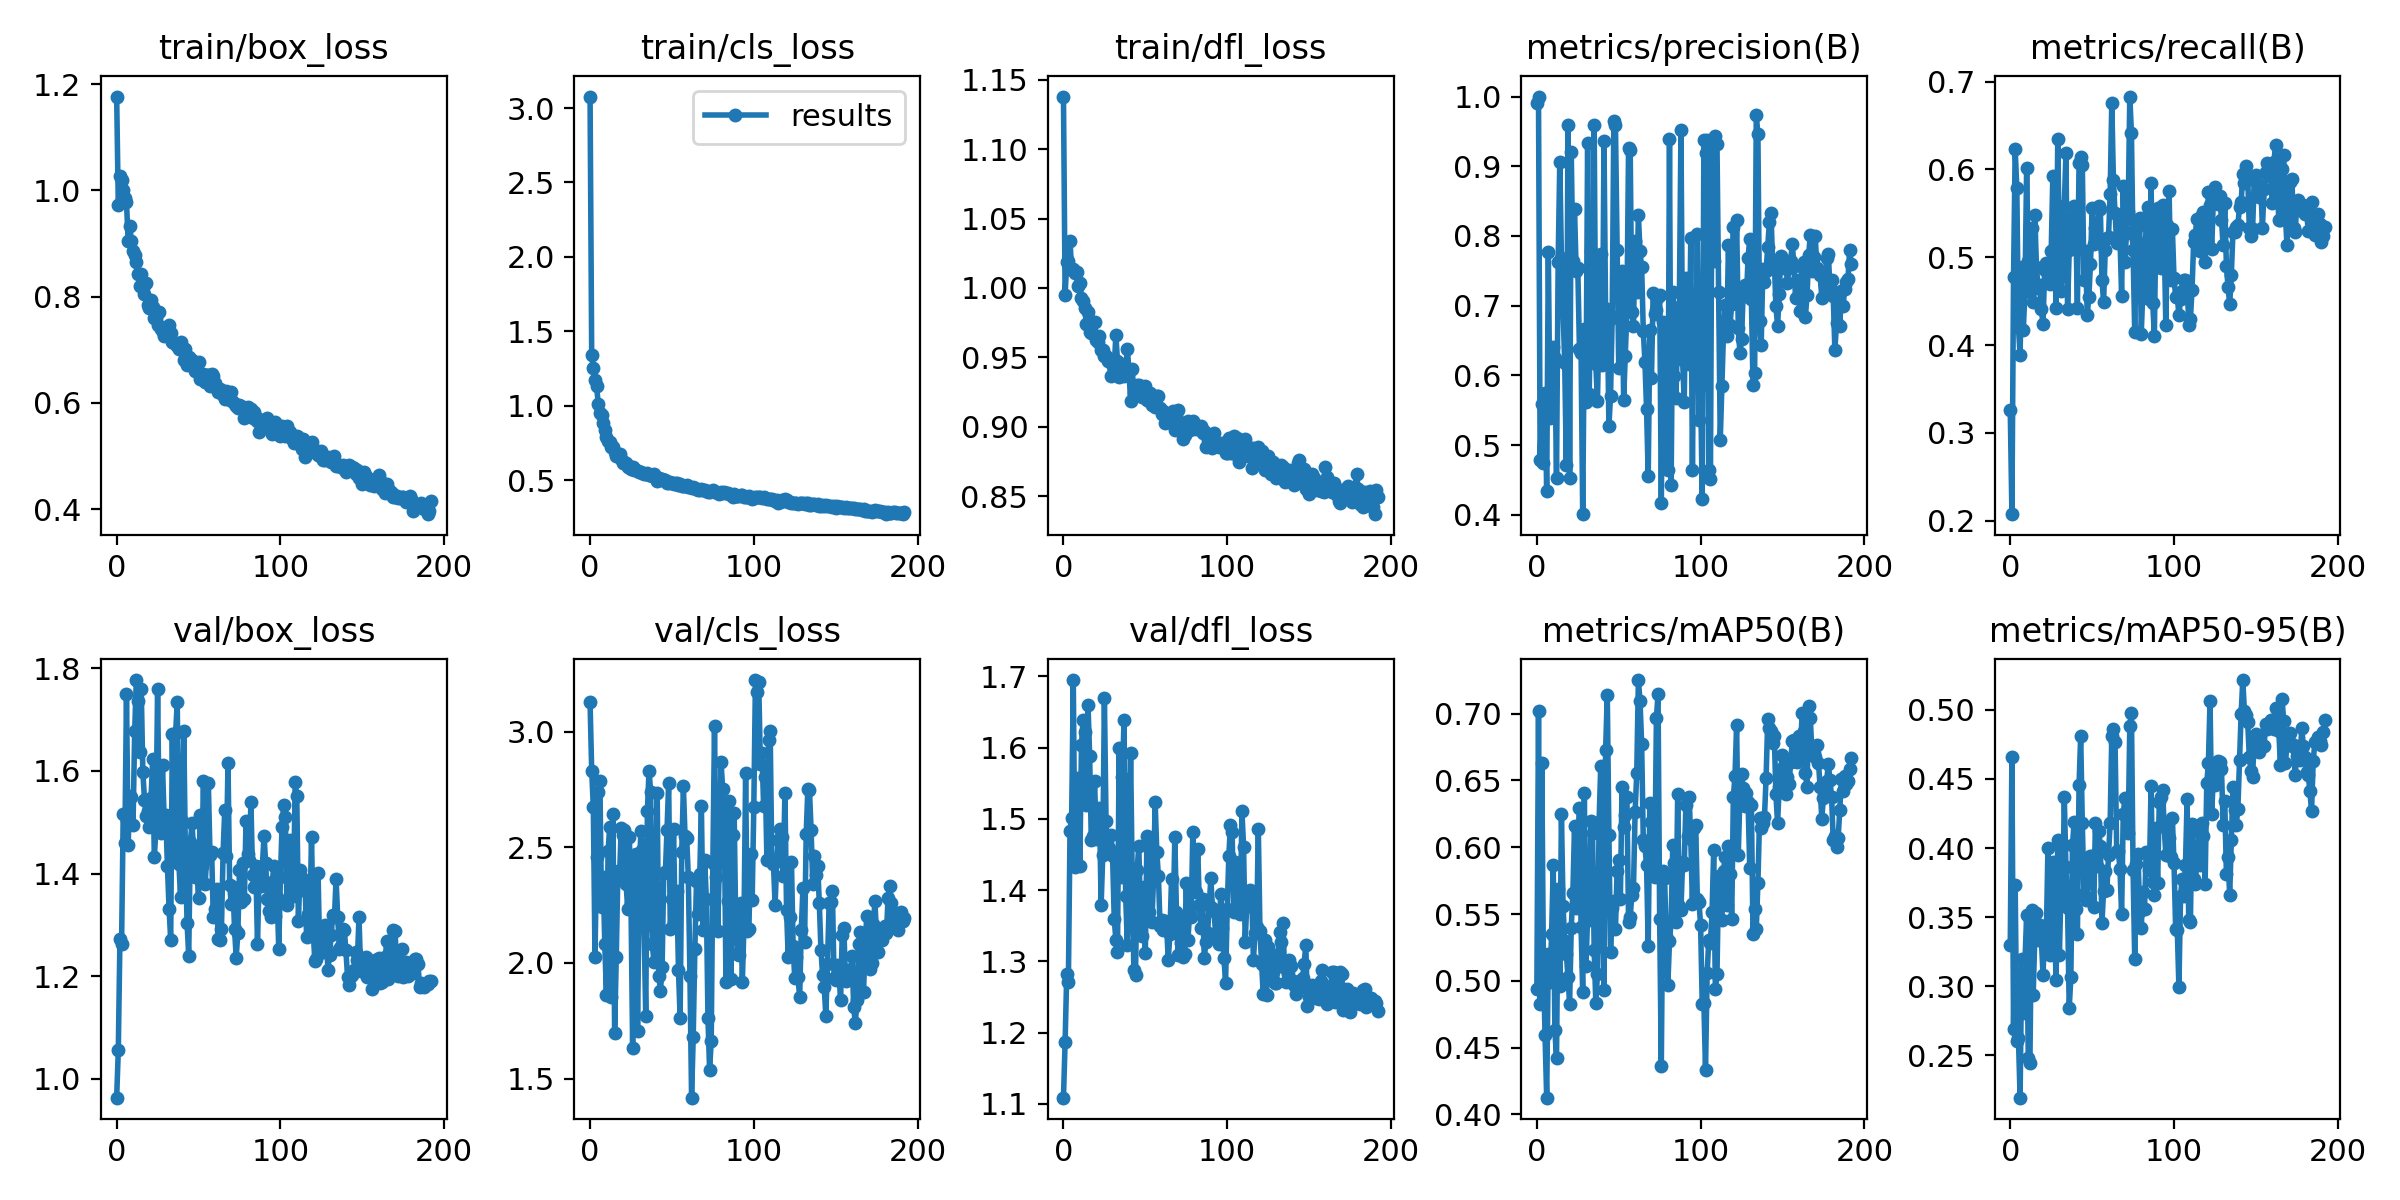 train/box_loss
1.2
1.0
0.8
0.6
0.4
0 100 200
train/cls_loss
results
3.0
2.5
2.0
1.5
1.0
0.5
0 100 200
train/dfl_loss
1.15
1.10
1.05
1.00
0.95
0.90
0.85
0 100 200
metrics/precision(B)
1.0
0.9
0.8
0.7
0.6
0.5
0.4
0 100 200
metrics/recall(B)
0.7
0.6
0.5
0.4
0.3
0.2
0 100 200
val/box_loss
1.8
1.6
1.4
1.2
1.0
0 100 200
val/cls_loss
3.0
2.5
2.0
1.5
0 100 200
val/dfl_loss
1.7
1.6
1.5
1.4
1.3
1.2
1.1
0 100 200
metrics/mAP50(B)
0.70
0.65
0.60
0.55
0.50
0.45
0.40
0 100 200
metrics/mAP50-95(B)
0.50
0.45
0.40
0.35
0.30
0.25
0 100 200